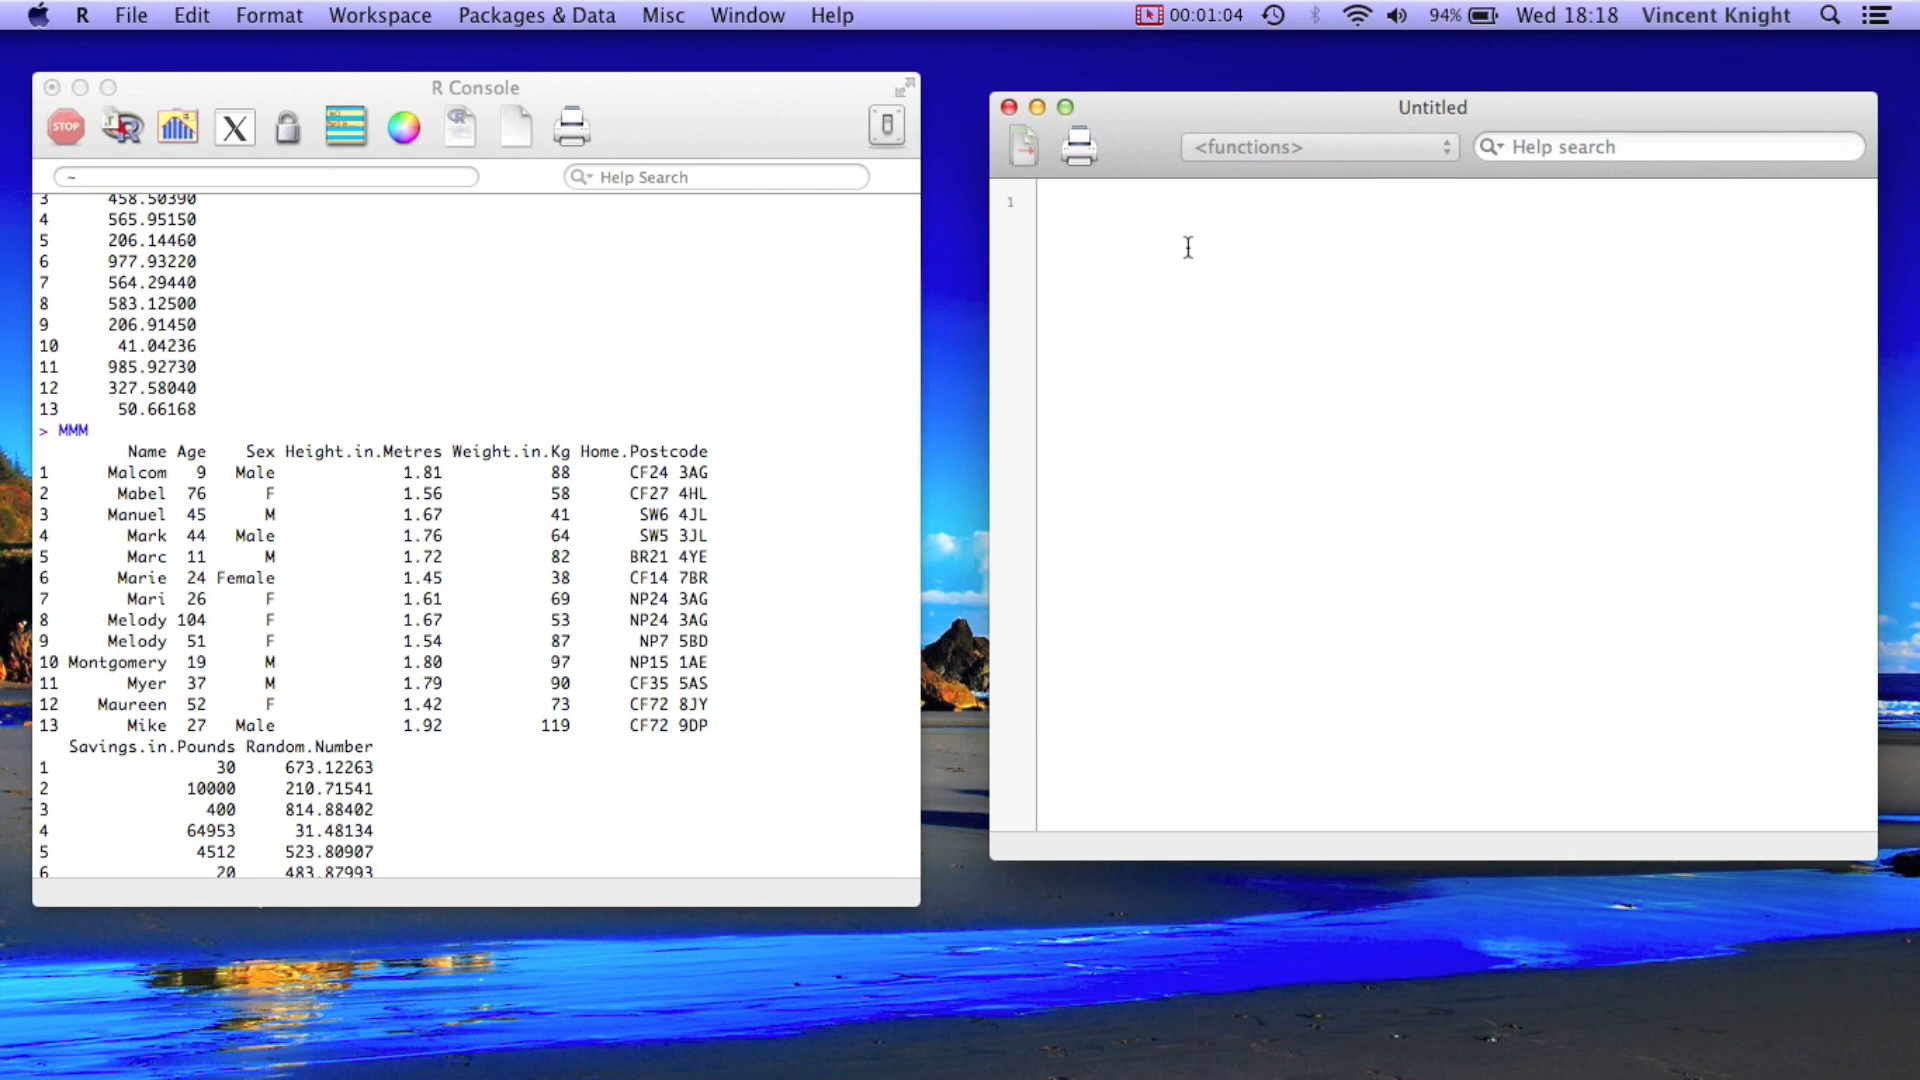 R File Edit Format Workspace Packages & Data Misc Window Help 00:01:04 94% Wed 18:18 Vincent Knight
R Console
STOP
~ Help Search
3 458.50390
4 565.95150
5 206.14460
6 977.93220
7 564.29440
8 583.12500
9 206.91450
10 41.04236
11 985.92730
12 327.58040
13 50.66168
> MMM
Name Age Sex Height.in.Metres Weight.in.Kg Home.Postcode
1 Malcom 9 Male 1.81 88 CF24 3AG
2 Mabel 76 F 1.56 58 CF27 4HL
3 Manuel 45 M 1.67 41 SW6 4JL
4 Mark 44 Male 1.76 64 SW5 3JL
5 Marc 11 M 1.72 82 BR21 4YE
6 Marie 24 Female 1.45 38 CF14 7BR
7 Mari 26 F 1.61 69 NP24 3AG
8 Melody 104 F 1.67 53 NP24 3AG
9 Melody 51 F 1.54 87 NP7 5BD
10 Montgomery 19 M 1.80 97 NP15 1AE
11 Myer 37 M 1.79 90 CF35 5AS
12 Maureen 52 F 1.42 73 CF72 8JY
13 Mike 27 Male 1.92 119 CF72 9DP
Savings.in.Pounds Random.Number
1 30 673.12263
2 10000 210.71541
3 400 814.88402
4 64953 31.48134
5 4512 523.80907
6 20 483.87993
Untitled
<functions> Help search
1